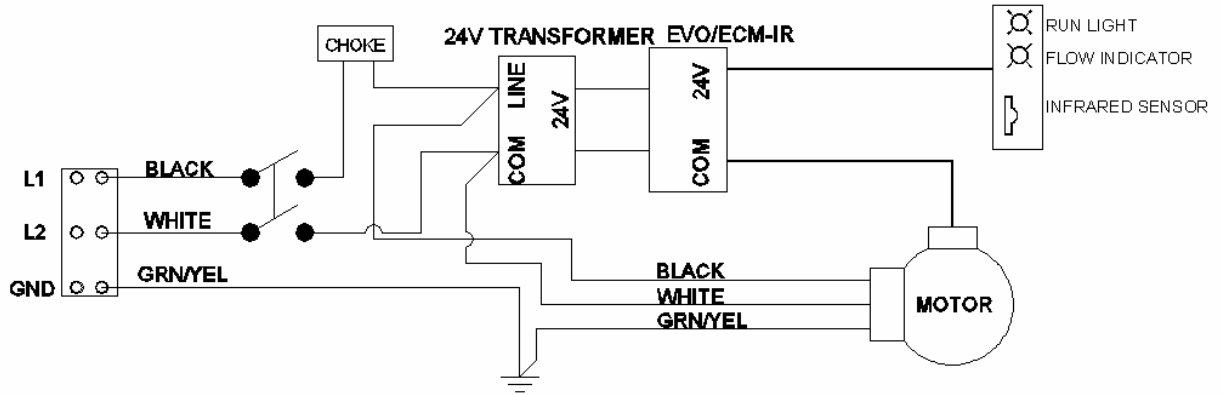 CHOKE
24V TRANSFORMER
EVO/ECM-IR
RUN LIGHT
FLOW INDICATOR
INFRARED SENSOR
LINE
24V
COM
24V
COM
L1
BLACK
L2
WHITE
GND
GRN/YEL
BLACK
WHITE
GRN/YEL
MOTOR